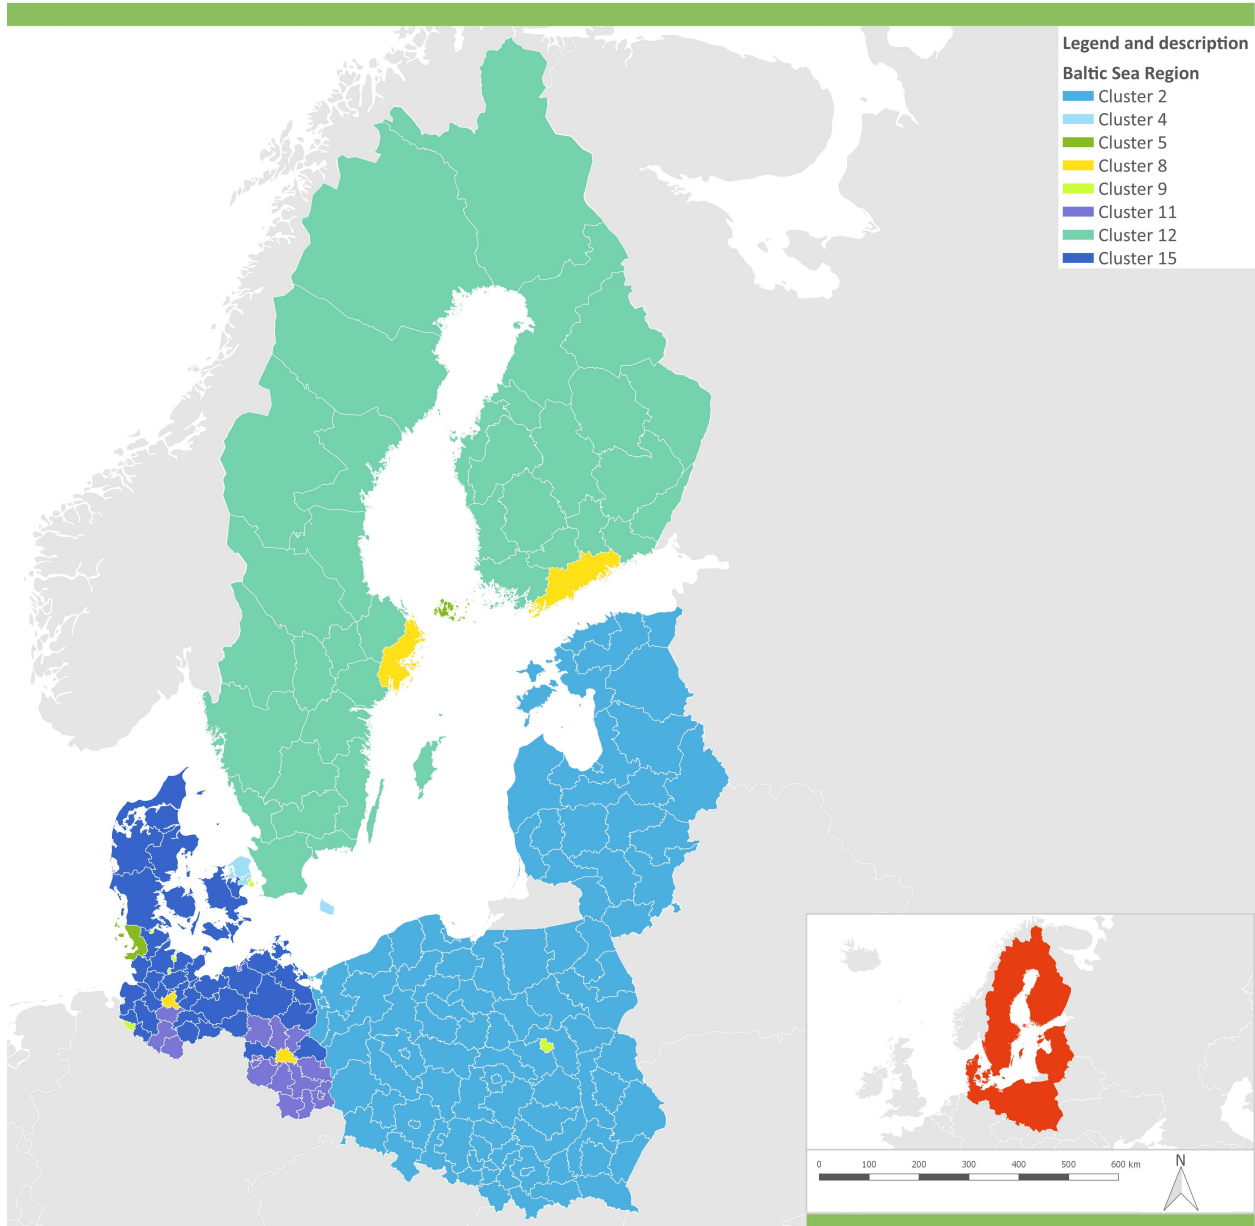 Legend and description
Baltic Sea Region
Cluster 2
Cluster 4
Cluster 5
Cluster 8
Cluster 9
Cluster 11
Cluster 12
Cluster 15
0 100 200 300 400 500 600 km
N